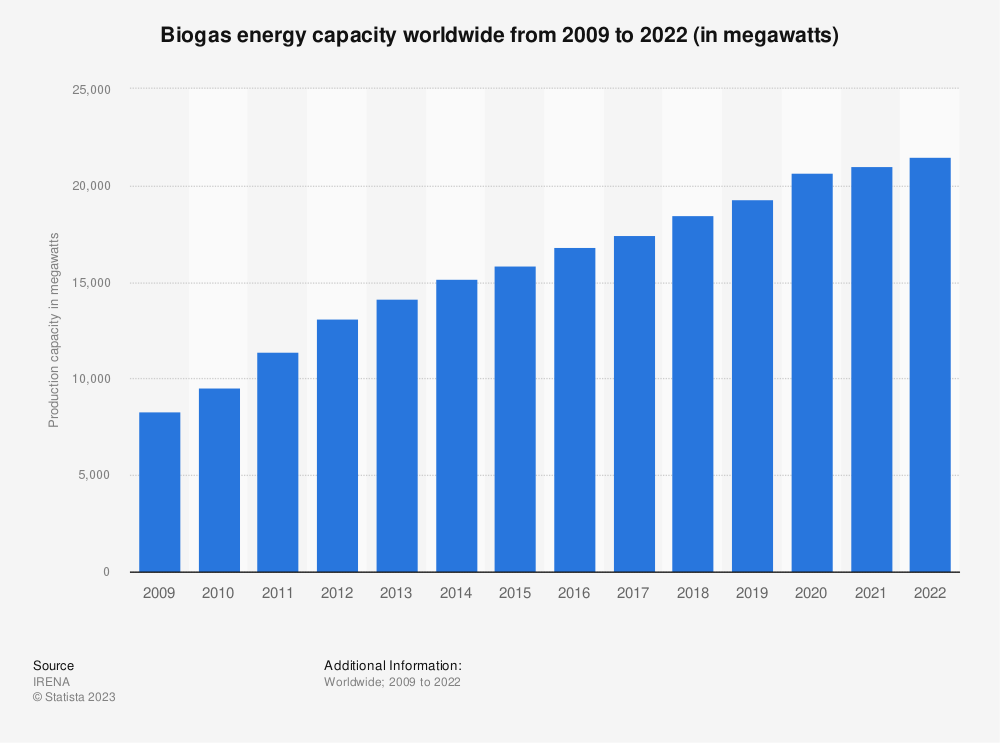 Biogas energy capacity worldwide from 2009 to 2022 (in megawatts)
25,000
20,000
15,000
10,000
5,000
0
Production capacity in megawatts
2009 2010 2011 2012 2013 2014 2015 2016 2017 2018 2019 2020 2021 2022
Source
IRENA
© Statista 2023
Additional Information:
Worldwide; 2009 to 2022